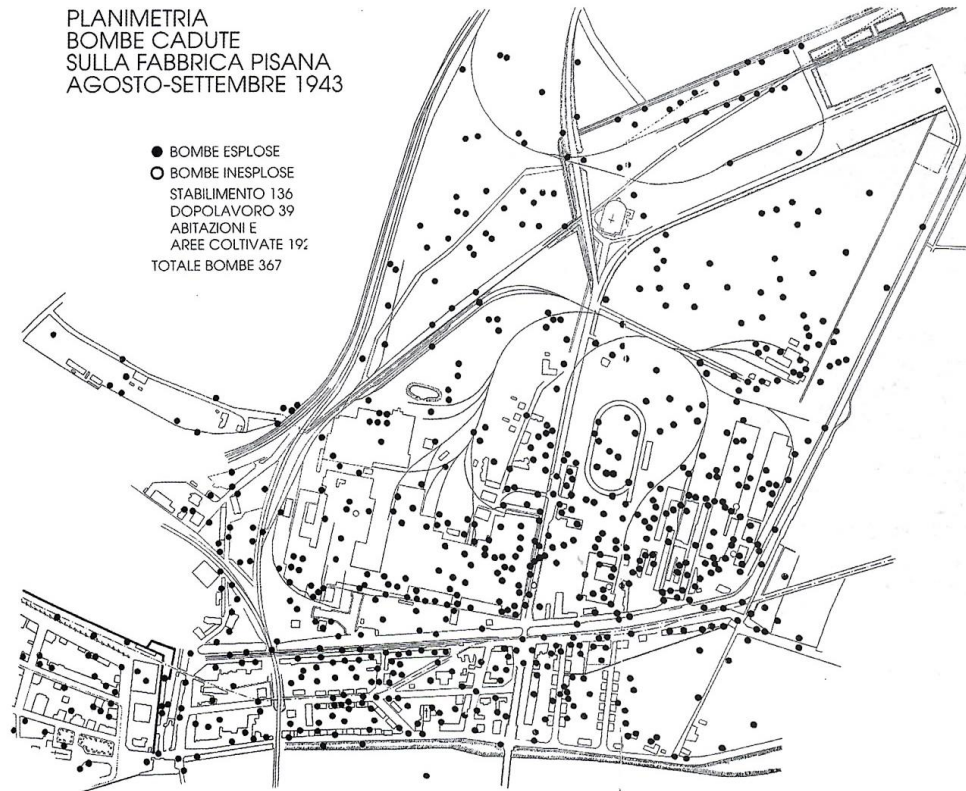 PLANIMETRIA
BOMBE CADUTE
SULLA FABBRICA PISANA
AGOSTO-SETTEMBRE 1943
BOMBE ESPLOSE
BOMBE INESPLOSE
STABILIMENTO 136
DOPOLAVORO 39
ABITAZIONI E
AREE COLTIVATE 192
TOTALE BOMBE 367